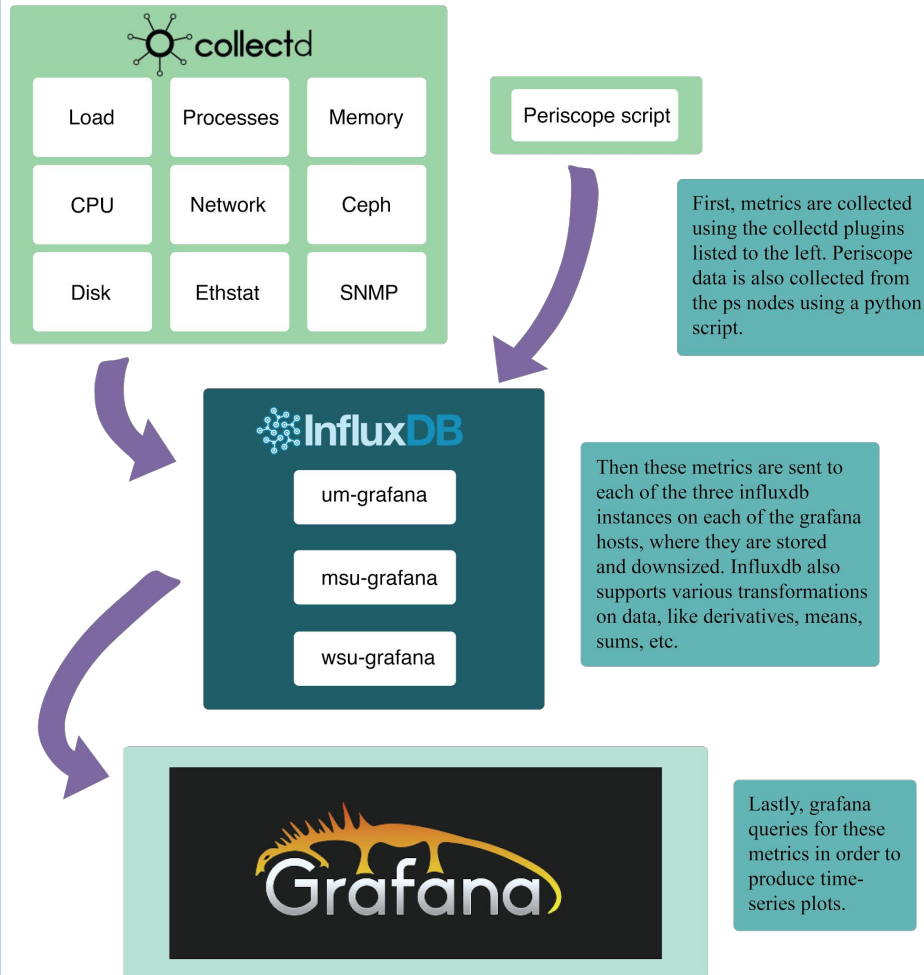 collectd
Load
Processes
Memory
CPU
Network
Ceph
Disk
Ethstat
SNMP
Periscope script
First, metrics are collected
using the collectd plugins
listed to the left. Periscope
data is also collected from
the ps nodes using a python
script.
InfluxDB
um-grafana
msu-grafana
wsu-grafana
Then these metrics are sent to
each of the three influxdb
instances on each of the grafana
hosts, where they are stored
and downsized. Influxdb also
supports various transformations
on data, like derivatives, means,
sums, etc.
Grafana
Lastly, grafana
queries for these
metrics in order to
produce time-
series plots.